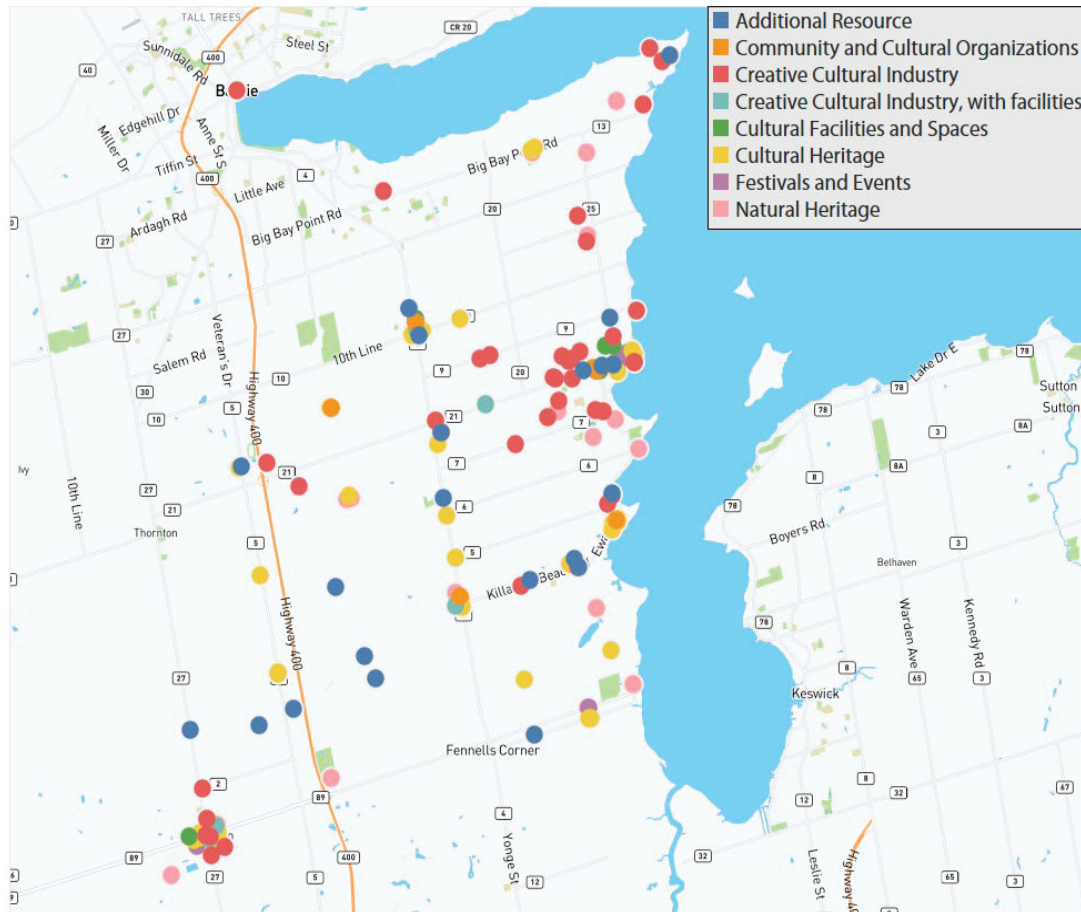 TALL TREES
Steel St
CR 20
Sunnidale Rd
400
40
Edgehill Dr
Anne St S
Miller Dr
Tiffin St
400
4
Little Ave
13
Big Bay Point Rd
Ardagh Rd
27
Big Bay Point Rd
20
25
Additional Resource
Community and Cultural Organizations
Creative Cultural Industry
Creative Cultural Industry, with facilities
Cultural Facilities and Spaces
Cultural Heritage
Festivals and Events
Natural Heritage
27
Salem Rd
Veteran's Dr
10th Line
9
9
20
30
10
5
10
Highway 400
21
7
7
6
Lake Dr E
78
78
78
Sutton
Sutton
3
8A
8
8A
Ivy
10th Line
27
21
21
Thornton
5
6
5
78
Boyers Rd
Belhaven
3
Highway 400
27
78
8
Warden Ave
65
Kennedy Rd
3
Keswick
Fennells Corner
2
89
4
Yonge St
12
8
32
67
12
89
27
5
400
12
32
Leslie St
65
3